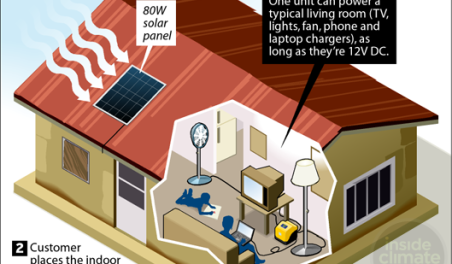 80W
solar
panel
One unit can power a
typical living room (TV,
lights, fan, phone and
laptop chargers), as
long as they're 12V DC.
2 Customer
places the indoor
inside
climate